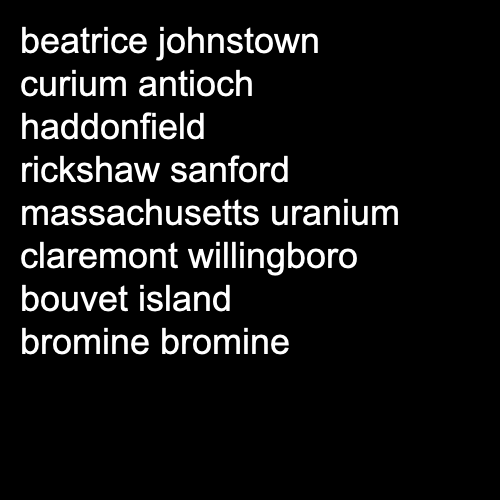 beatrice johnstown
curium antioch
haddonfield
rickshaw sanford
massachusetts uranium
claremont willingboro
bouvet island
bromine bromine